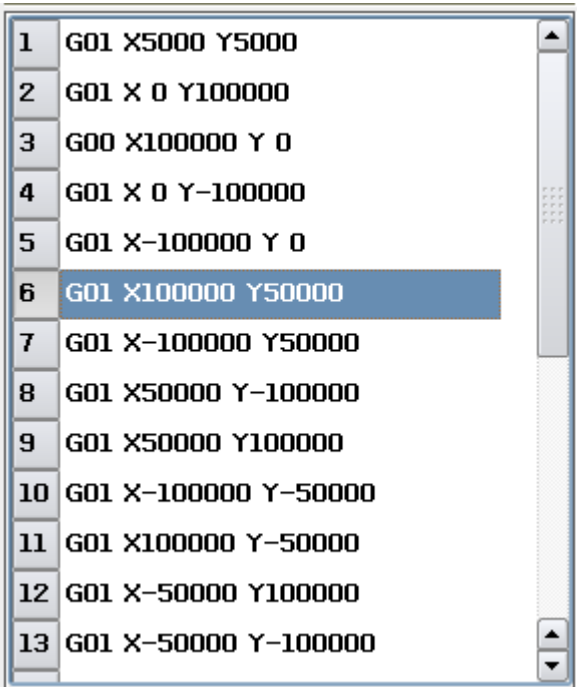 1 G01 X5000 Y5000
2 G01 X 0 Y100000
3 G00 X100000 Y 0
4 G01 X 0 Y-100000
5 G01 X-100000 Y 0
6 G01 X100000 Y50000
7 G01 X-100000 Y50000
8 G01 X50000 Y-100000
9 G01 X50000 Y100000
10 G01 X-100000 Y-50000
11 G01 X100000 Y-50000
12 G01 X-50000 Y100000
13 G01 X-50000 Y-100000